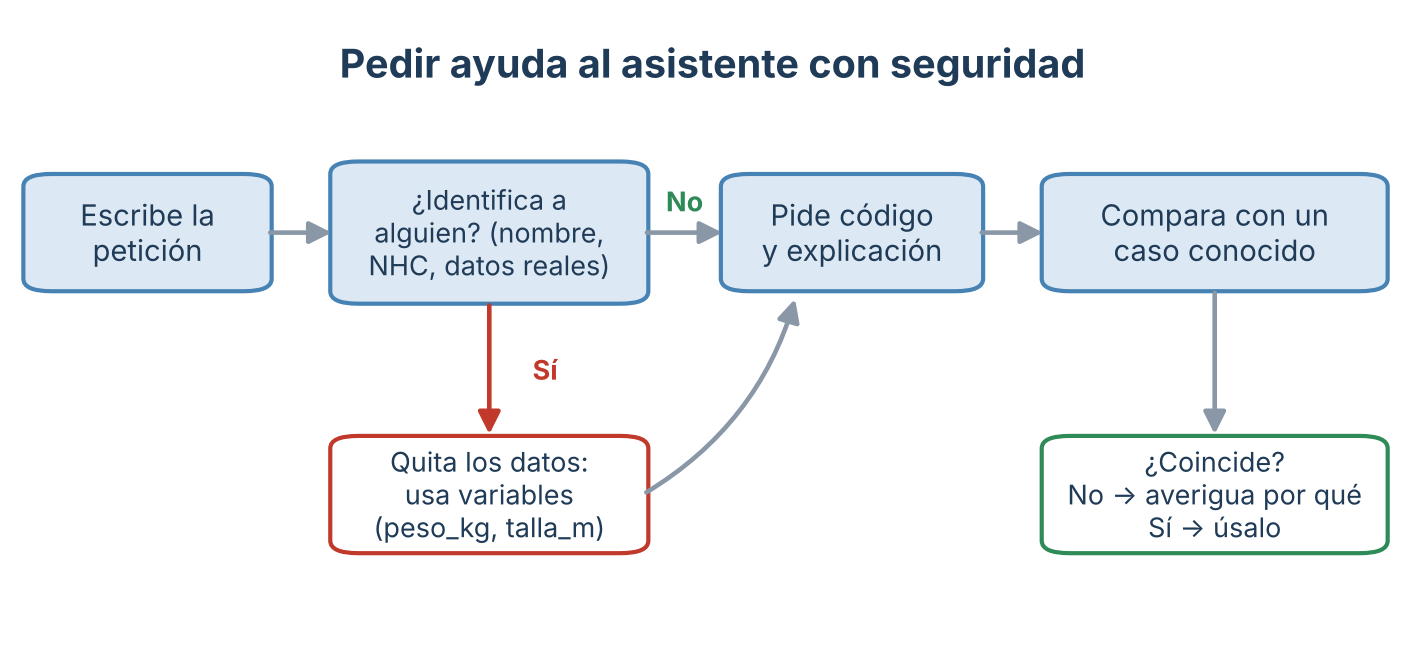 Pedir ayuda al asistente con seguridad
Escribe la
petición
¿Identifica a
alguien? (nombre,
NHC, datos reales)
No
Pide código
y explicación
Compara con un
caso conocido
Sí
Quita los datos:
usa variables
(peso_kg, talla_m)
¿Coincide?
No → averigua por qué
Sí → úsalo